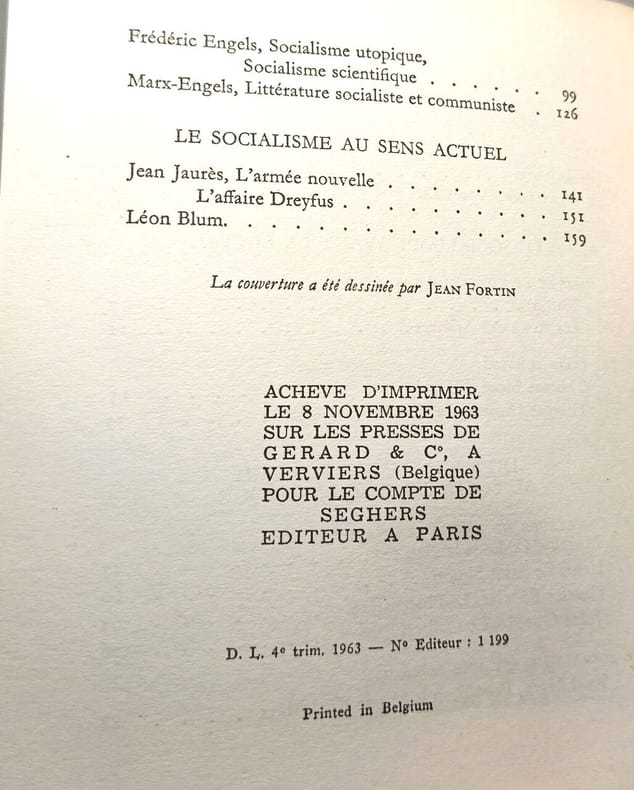 Frédéric Engels, Socialisme utopique,
Socialisme scientifique . . . . . . 99
Marx-Engels, Littérature socialiste et communiste . 126
LE SOCIALISME AU SENS ACTUEL
Jean Jaurès, L'armée nouvelle . . . . . . . . 141
L'affaire Dreyfus . . . . . . . . . . 151
Léon Blum. . . . . . . . . . . . . . . 159
La couverture a été dessinée par JEAN FORTIN
ACHEVE D'IMPRIMER
LE 8 NOVEMBRE 1963
SUR LES PRESSES DE
GERARD & Cº, A
VERVIERS (Belgique)
POUR LE COMPTE DE
SEGHERS
EDITEUR A PARIS
D. L. 4e trim. 1963 — Nº Editeur : 1 199
Printed in Belgium